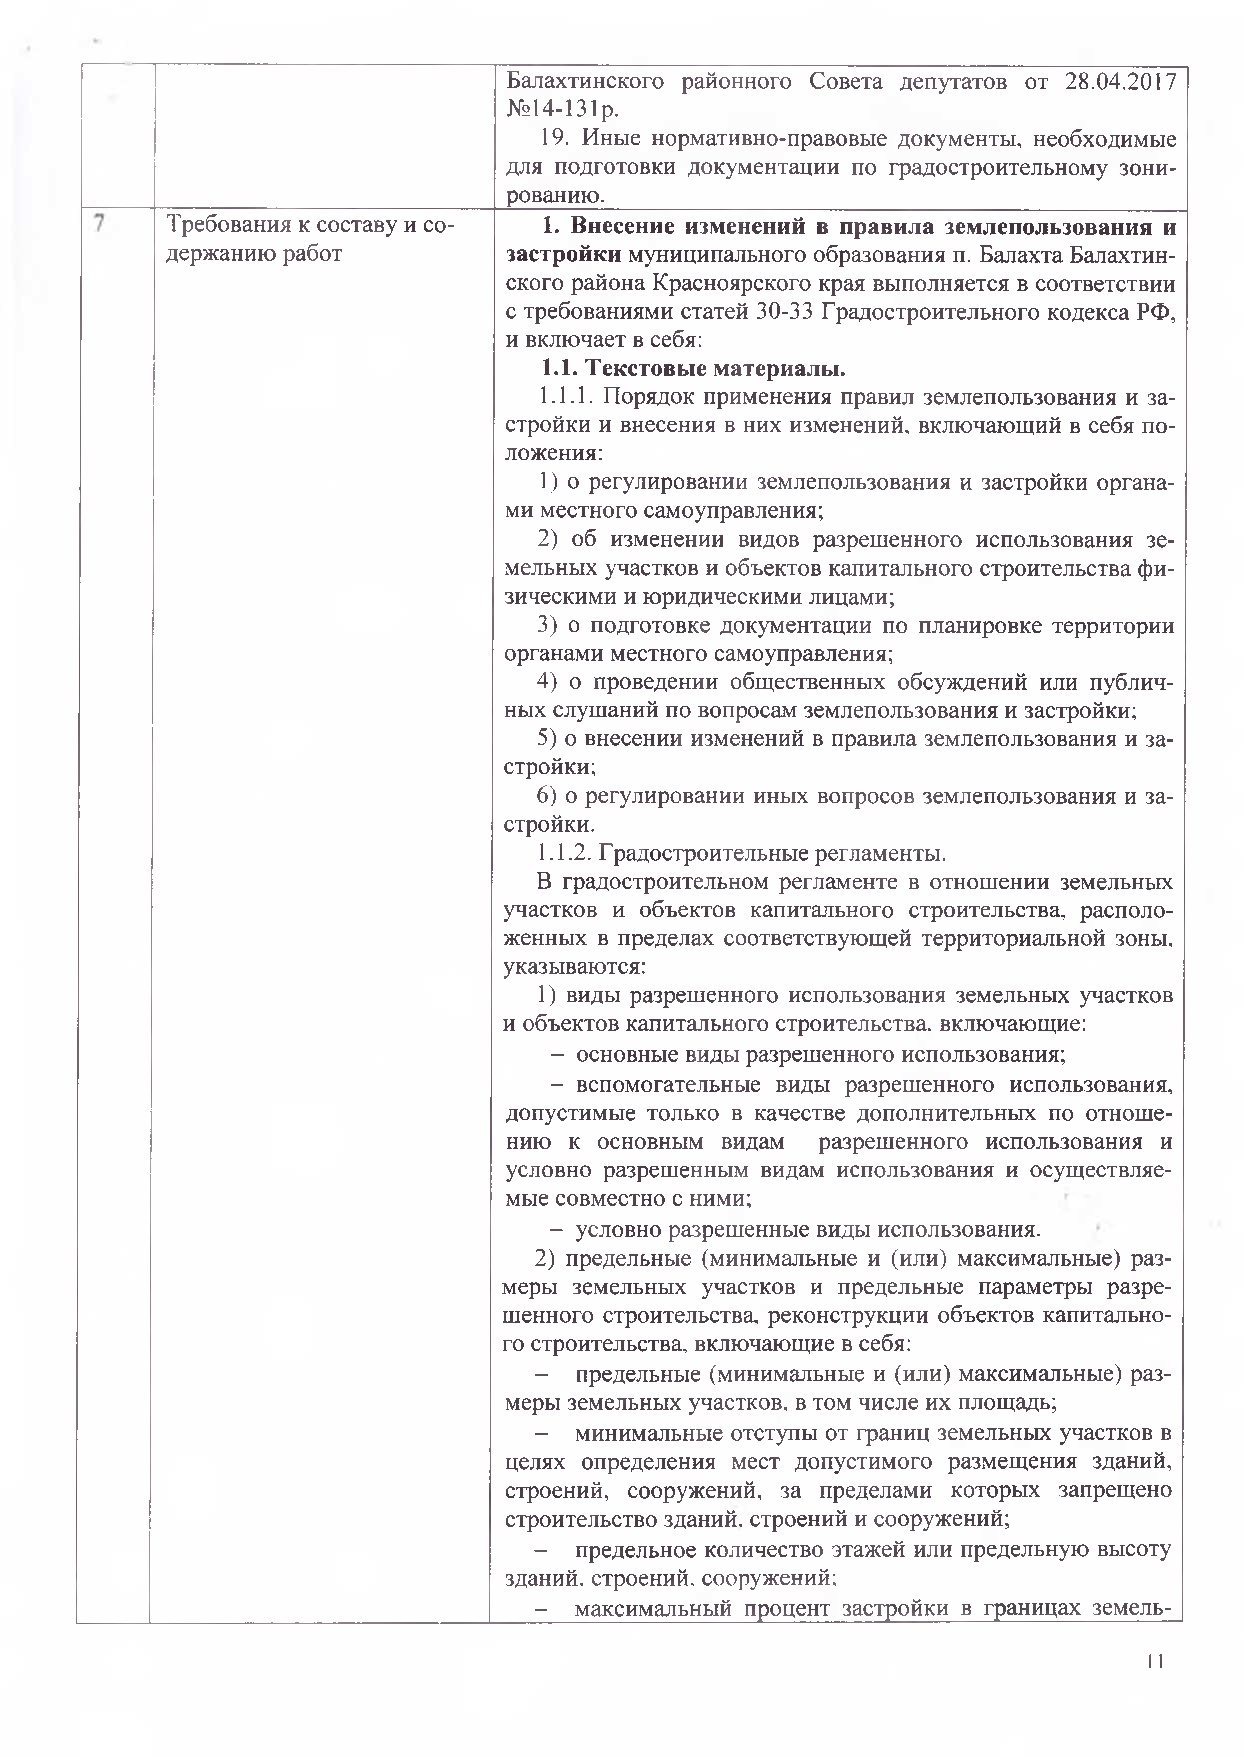 Балахтинского районного Совета депутатов от 28.04.2017
№14-131р.
19. Иные нормативно-правовые документы, необходимые
для подготовки документации по градостроительному зони-
рованию.
7 Требования к составу и со-
держанию работ
1. Внесение изменений в правила землепользования и
застройки муниципального образования п. Балахта Балахтин-
ского района Красноярского края выполняется в соответствии
с требованиями статей 30-33 Градостроительного кодекса РФ,
и включает в себя:
1.1. Текстовые материалы.
1.1.1. Порядок применения правил землепользования и за-
стройки и внесения в них изменений, включающий в себя по-
ложения:
1) о регулировании землепользования и застройки органа-
ми местного самоуправления;
2) об изменении видов разрешенного использования зе-
мельных участков и объектов капитального строительства фи-
зическими и юридическими лицами;
3) о подготовке документации по планировке территории
органами местного самоуправления;
4) о проведении общественных обсуждений или публич-
ных слушаний по вопросам землепользования и застройки;
5) о внесении изменений в правила землепользования и за-
стройки;
6) о регулировании иных вопросов землепользования и за-
стройки.
1.1.2. Градостроительные регламенты.
В градостроительном регламенте в отношении земельных
участков и объектов капитального строительства, располо-
женных в пределах соответствующей территориальной зоны,
указываются:
1) виды разрешенного использования земельных участков
и объектов капитального строительства, включающие:
– основные виды разрешенного использования;
– вспомогательные виды разрешенного использования,
допустимые только в качестве дополнительных по отноше-
нию к основным видам разрешенного использования и
условно разрешенным видам использования и осуществляе-
мые совместно с ними;
– условно разрешенные виды использования.
2) предельные (минимальные и (или) максимальные) раз-
меры земельных участков и предельные параметры разре-
шенного строительства, реконструкции объектов капитально-
го строительства, включающие в себя:
– предельные (минимальные и (или) максимальные) раз-
меры земельных участков, в том числе их площадь;
– минимальные отступы от границ земельных участков в
целях определения мест допустимого размещения зданий,
строений, сооружений, за пределами которых запрещено
строительство зданий, строений и сооружений;
– предельное количество этажей или предельную высоту
зданий, строений, сооружений;
– максимальный процент застройки в границах земель-
11